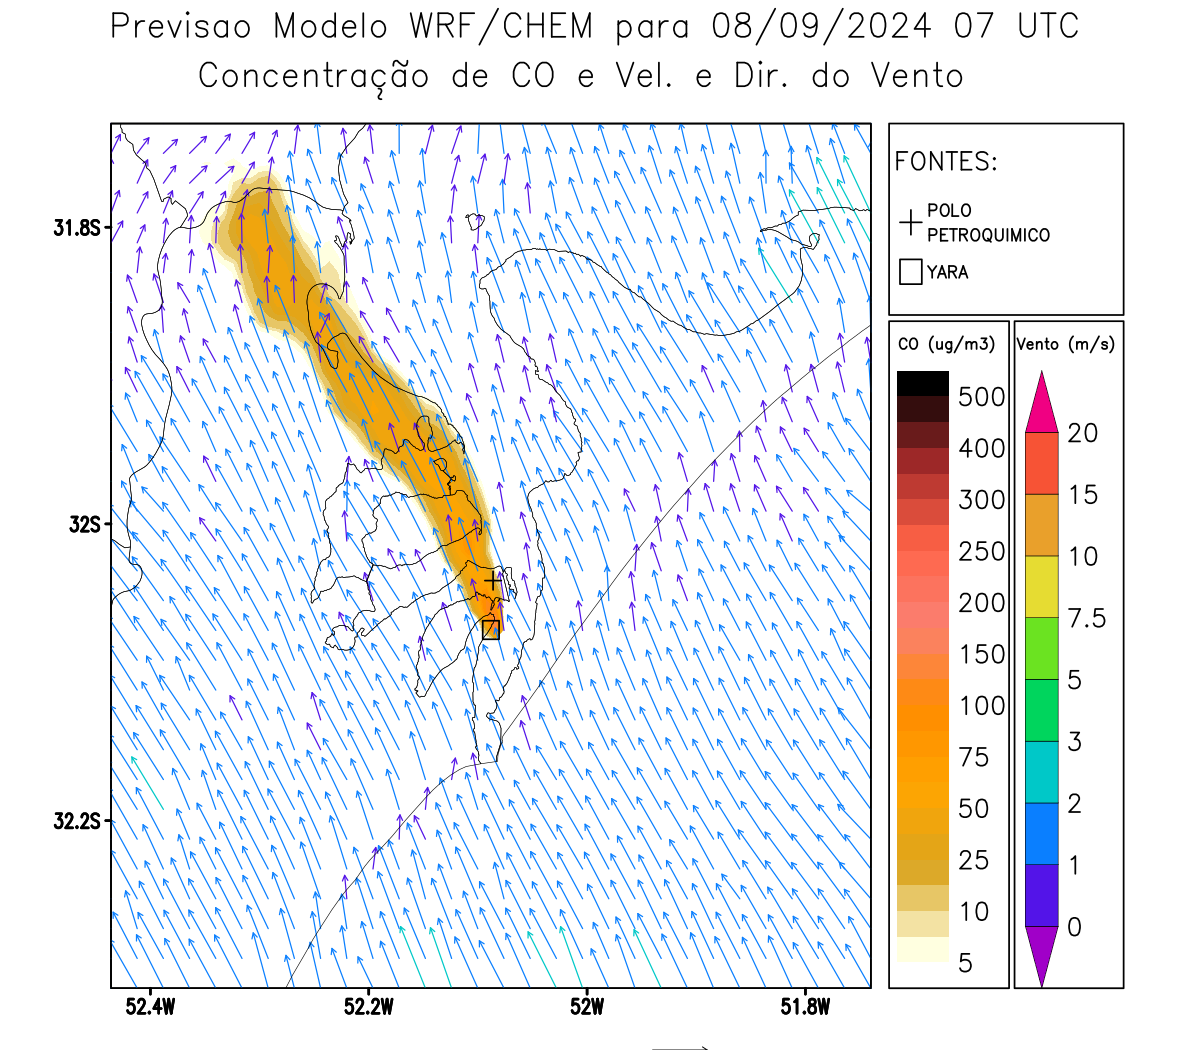 Previsao Modelo WRF/CHEM para 08/09/2024 07 UTC
Concentração de CO e Vel. e Dir. do Vento
FONTES:
POLO
PETROQUIMICO
YARA
CO (ug/m3)
500
400
300
250
200
150
100
75
50
25
10
5
Vento (m/s)
20
15
10
7.5
5
3
2
1
0
31.8S
32S
32.2S
52.4W
52.2W
52W
51.8W